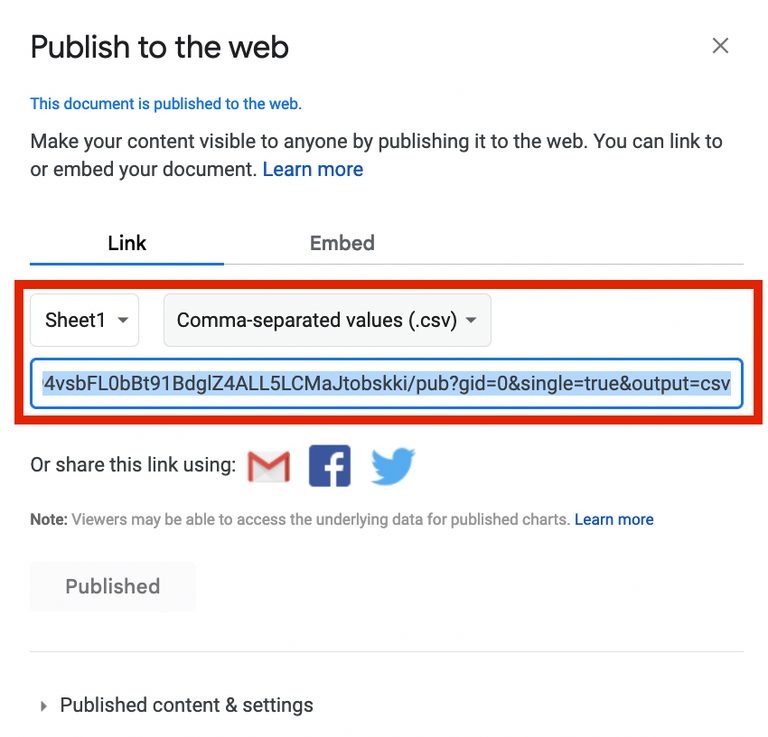 Publish to the web
This document is published to the web.
Make your content visible to anyone by publishing it to the web. You can link to
or embed your document. Learn more
Link Embed
Sheet1 Comma-separated values (.csv)
4vsbFL0bBt91BdglZ4ALL5LCMaJtobskki/pub?gid=0&single=true&output=csv
Or share this link using:
Note: Viewers may be able to access the underlying data for published charts. Learn more
Published
Published content & settings